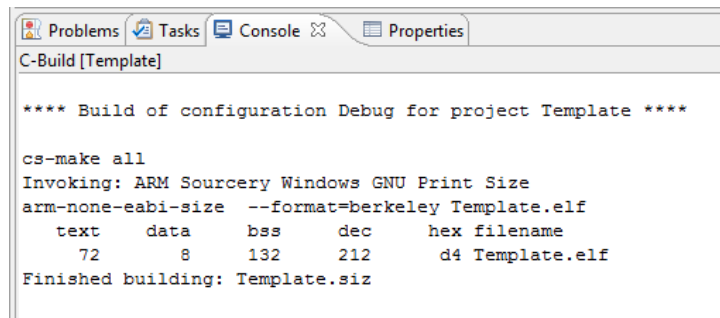 Problems Tasks Console Properties
C-Build [Template]
**** Build of configuration Debug for project Template ****
cs-make all
Invoking: ARM Sourcery Windows GNU Print Size
arm-none-eabi-size  --format=berkeley Template.elf
   text    data     bss     dec     hex filename
     72       8     132     212      d4 Template.elf
Finished building: Template.siz